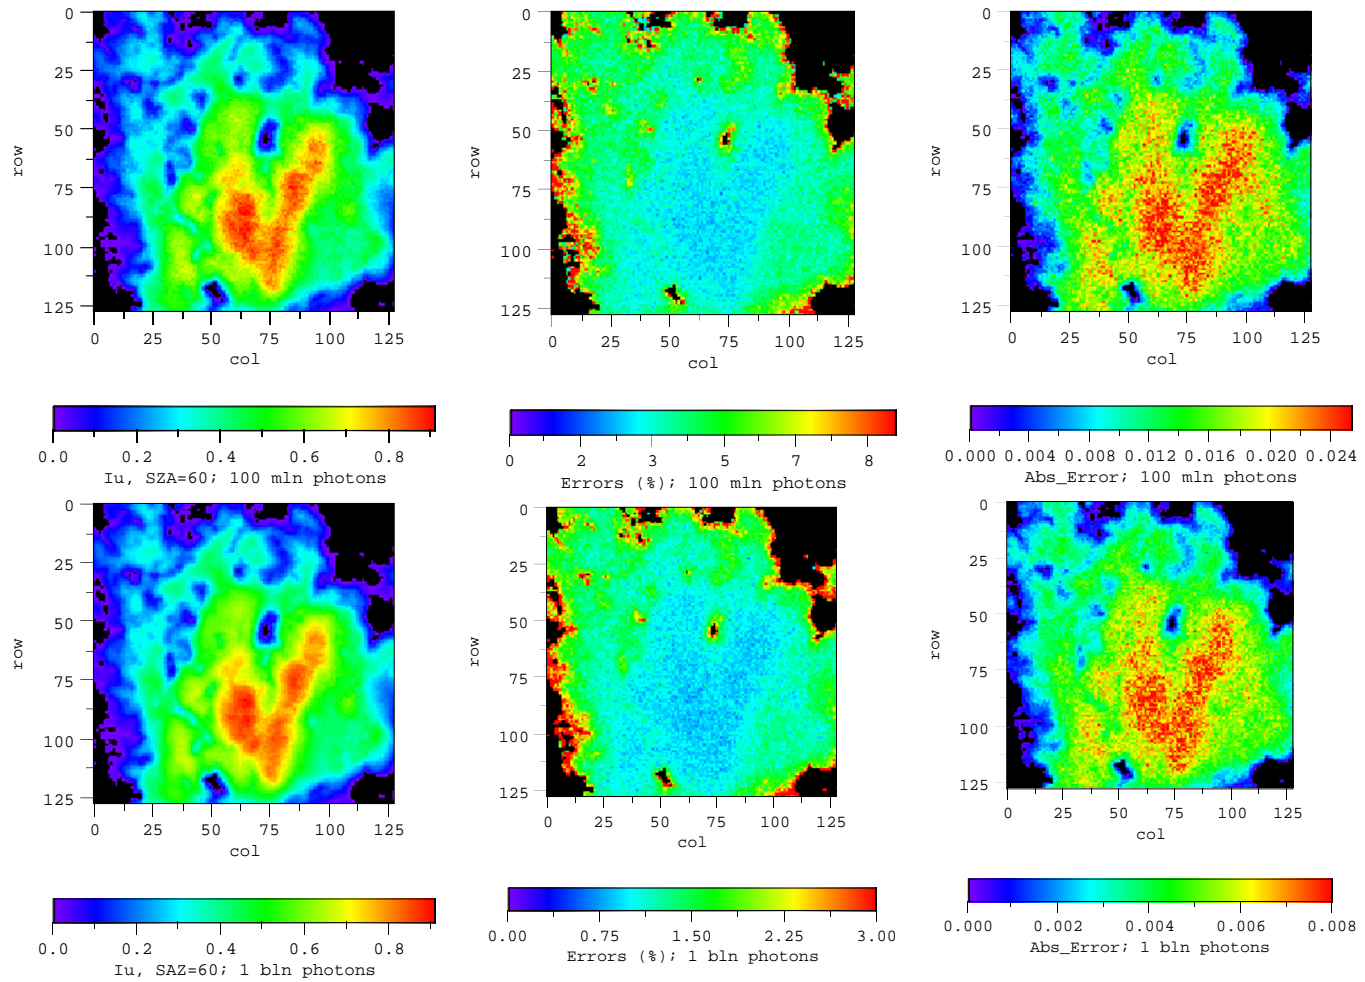 0
25
50
75
100
125
row
0 25 50 75 100 125
col
0.0 0.2 0.4 0.6 0.8
Iu, SZA=60; 100 mln photons
0
25
50
75
100
125
row
0 25 50 75 100 125
col
0 2 3 5 7 8
Errors (%); 100 mln photons
0
25
50
75
100
125
row
0 25 50 75 100 125
col
0.000 0.004 0.008 0.012 0.016 0.020 0.024
Abs_Error; 100 mln photons
0
25
50
75
100
125
row
0 25 50 75 100 125
col
0.0 0.2 0.4 0.6 0.8
Iu, SAZ=60; 1 bln photons
0
25
50
75
100
125
row
0 25 50 75 100 125
col
0.00 0.75 1.50 2.25 3.00
Errors (%); 1 bln photons
0
25
50
75
100
125
row
0 25 50 75 100 125
col
0.000 0.002 0.004 0.006 0.008
Abs_Error; 1 bln photons